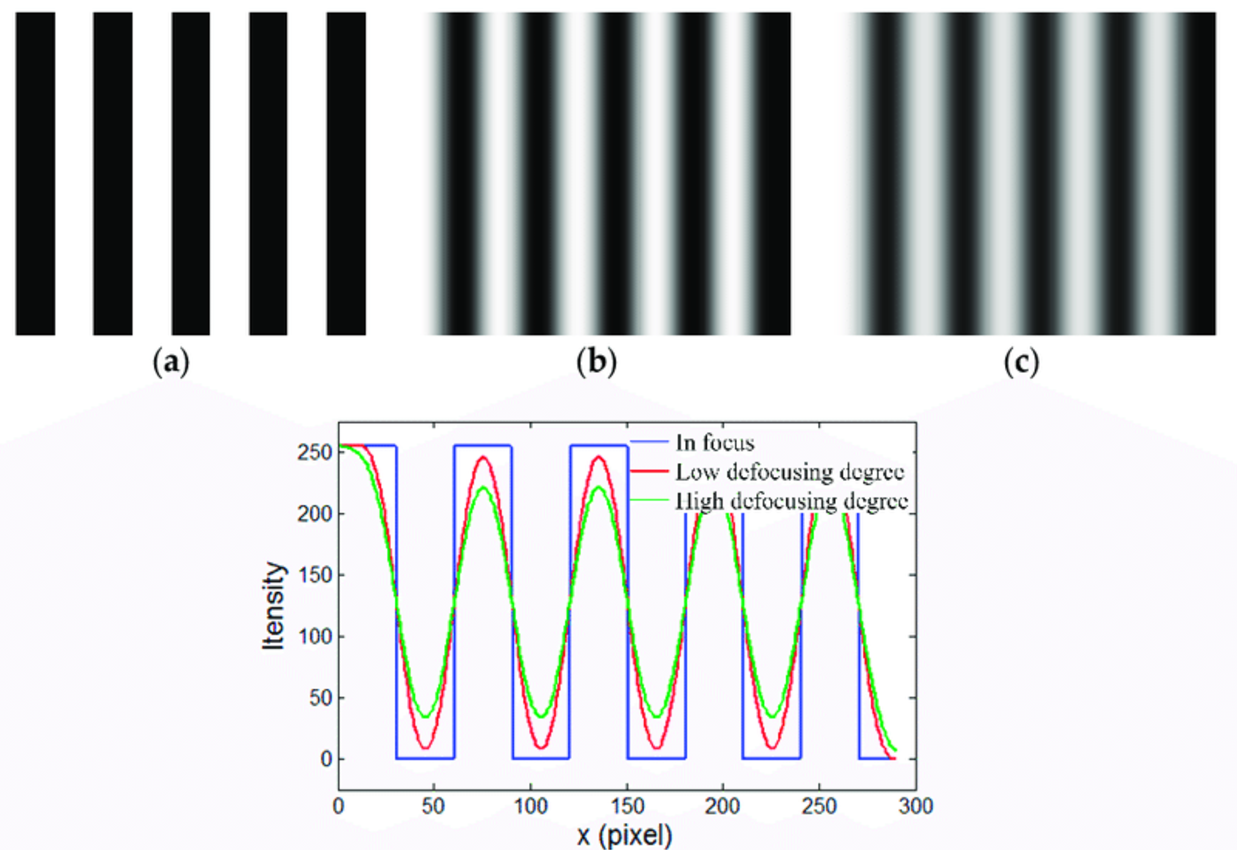 (a)
(b)
(c)
In focus
Low defocusing degree
High defocusing degree
250
200
150
100
50
0
Itensity
0 50 100 150 200 250 300
x (pixel)